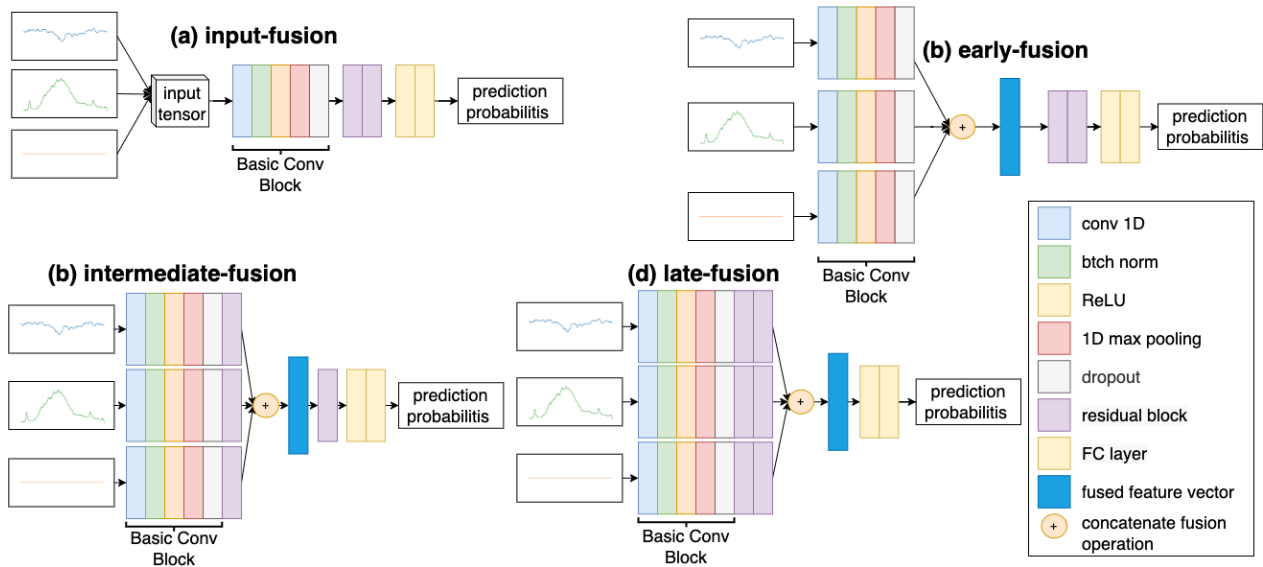 (a) input-fusion
input
tensor
prediction
probabilitis
Basic Conv
Block
(b) early-fusion
+
prediction
probabilitis
Basic Conv
Block
(b) intermediate-fusion
+
prediction
probabilitis
Basic Conv
Block
(d) late-fusion
+
prediction
probabilitis
Basic Conv
Block
conv 1D
btch norm
ReLU
1D max pooling
dropout
residual block
FC layer
fused feature vector
+
concatenate fusion
operation